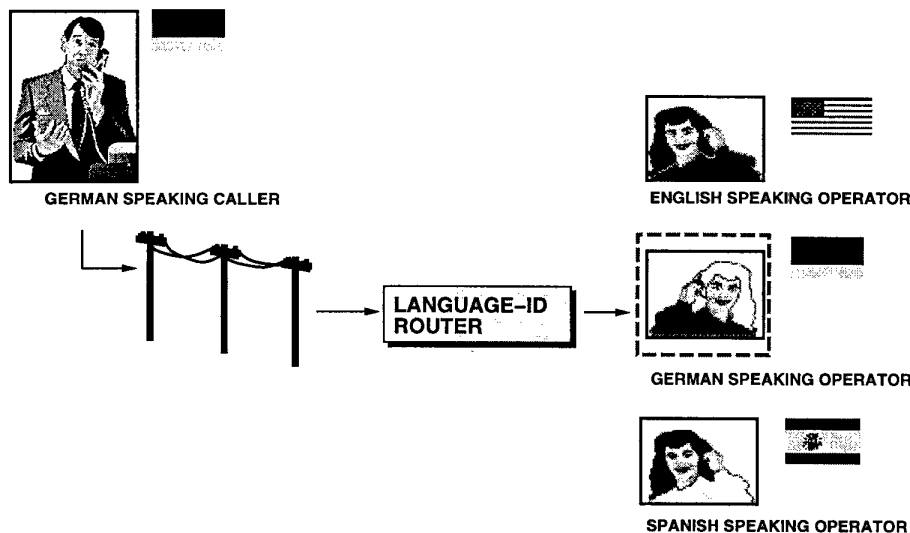 GERMAN SPEAKING CALLER
ENGLISH SPEAKING OPERATOR
LANGUAGE–ID
ROUTER
GERMAN SPEAKING OPERATOR
SPANISH SPEAKING OPERATOR